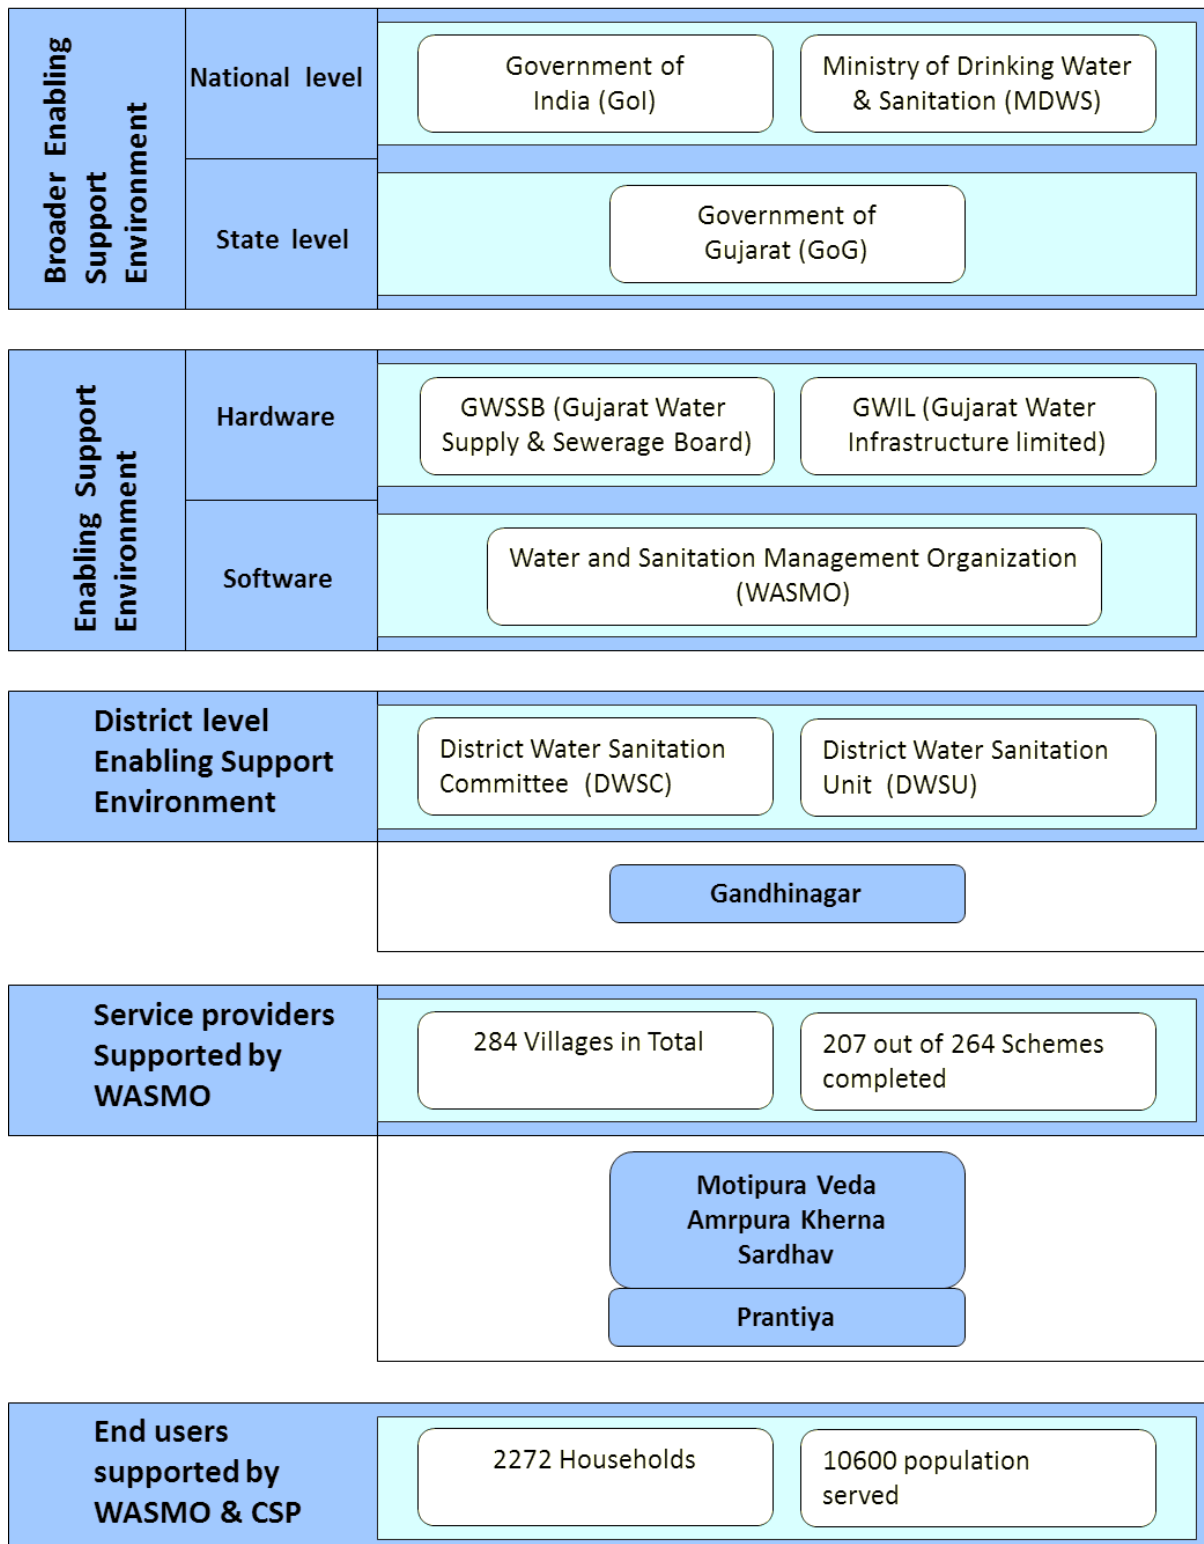 Broader Enabling
Support
Environment
National level
Government of
India (GoI)
Ministry of Drinking Water
& Sanitation (MDWS)
State level
Government of
Gujarat (GoG)
Enabling Support
Environment
Hardware
GWSSB (Gujarat Water
Supply & Sewerage Board)
GWIL (Gujarat Water
Infrastructure limited)
Software
Water and Sanitation Management Organization
(WASMO)
District level
Enabling Support
Environment
District Water Sanitation
Committee (DWSC)
District Water Sanitation
Unit (DWSU)
Gandhinagar
Service providers
Supported by
WASMO
284 Villages in Total
207 out of 264 Schemes
completed
Motipura Veda
Amrpura Kherna
Sardhav
Prantiya
End users
supported by
WASMO & CSP
2272 Households
10600 population
served